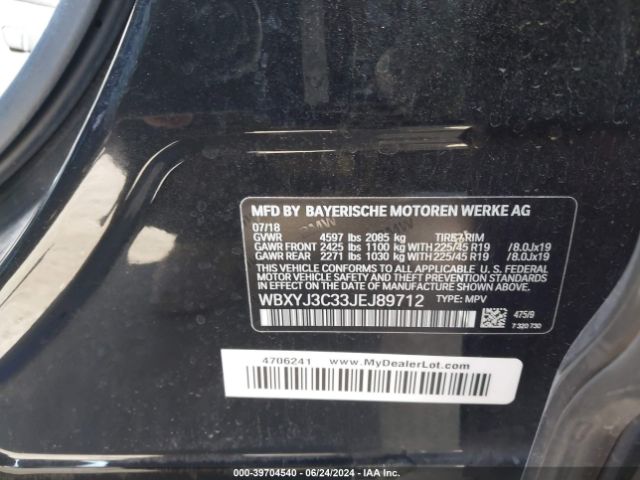 MFD BY BAYERISCHE MOTOREN WERKE AG
07/18
GVWR 4597 lbs 2085 kg TIRE/RIM
GAWR FRONT 2425 lbs 1100 kg WITH 225/45 R19 /8.0Jx19
GAWR REAR 2271 lbs 1030 kg WITH 225/45 R19 /8.0Jx19
THIS VEHICLE CONFORMS TO ALL APPLICABLE U. S. FEDERAL
MOTOR VEHICLE SAFETY AND THEFT PREVENTION STANDARDS IN
EFFECT ON THE DATE OF MANUFACTURE SHOWN ABOVE.
WBXYJ3C33JEJ89712 TYPE: MPV
475/9
7 320 730
4706241 www.MyDealerLot.com
000-39704540 - 06/24/2024 - IAA Inc.